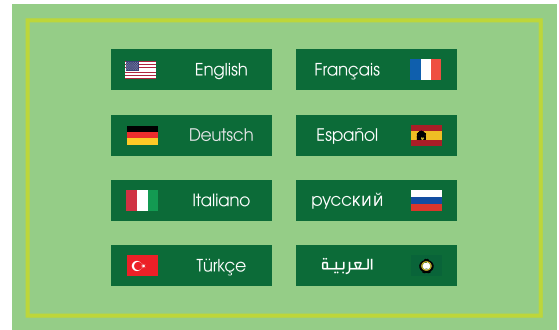 English
Français
Deutsch
Español
Italiano
русский
Türkçe
العربية